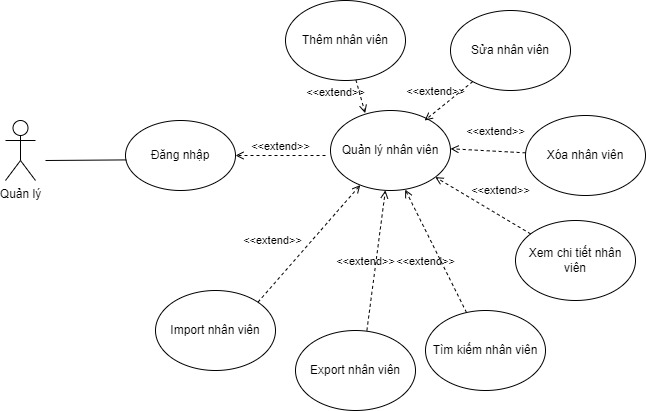 Thêm nhân viên
Sửa nhân viên
<<extend>>
<<extend>>
Quản lý
Đăng nhập
<<extend>>
Quản lý nhân viên
<<extend>>
Xóa nhân viên
<<extend>>
Xem chi tiết nhân
viên
<<extend>>
<<extend>>
<<extend>>
Import nhân viên
Export nhân viên
Tìm kiếm nhân viên